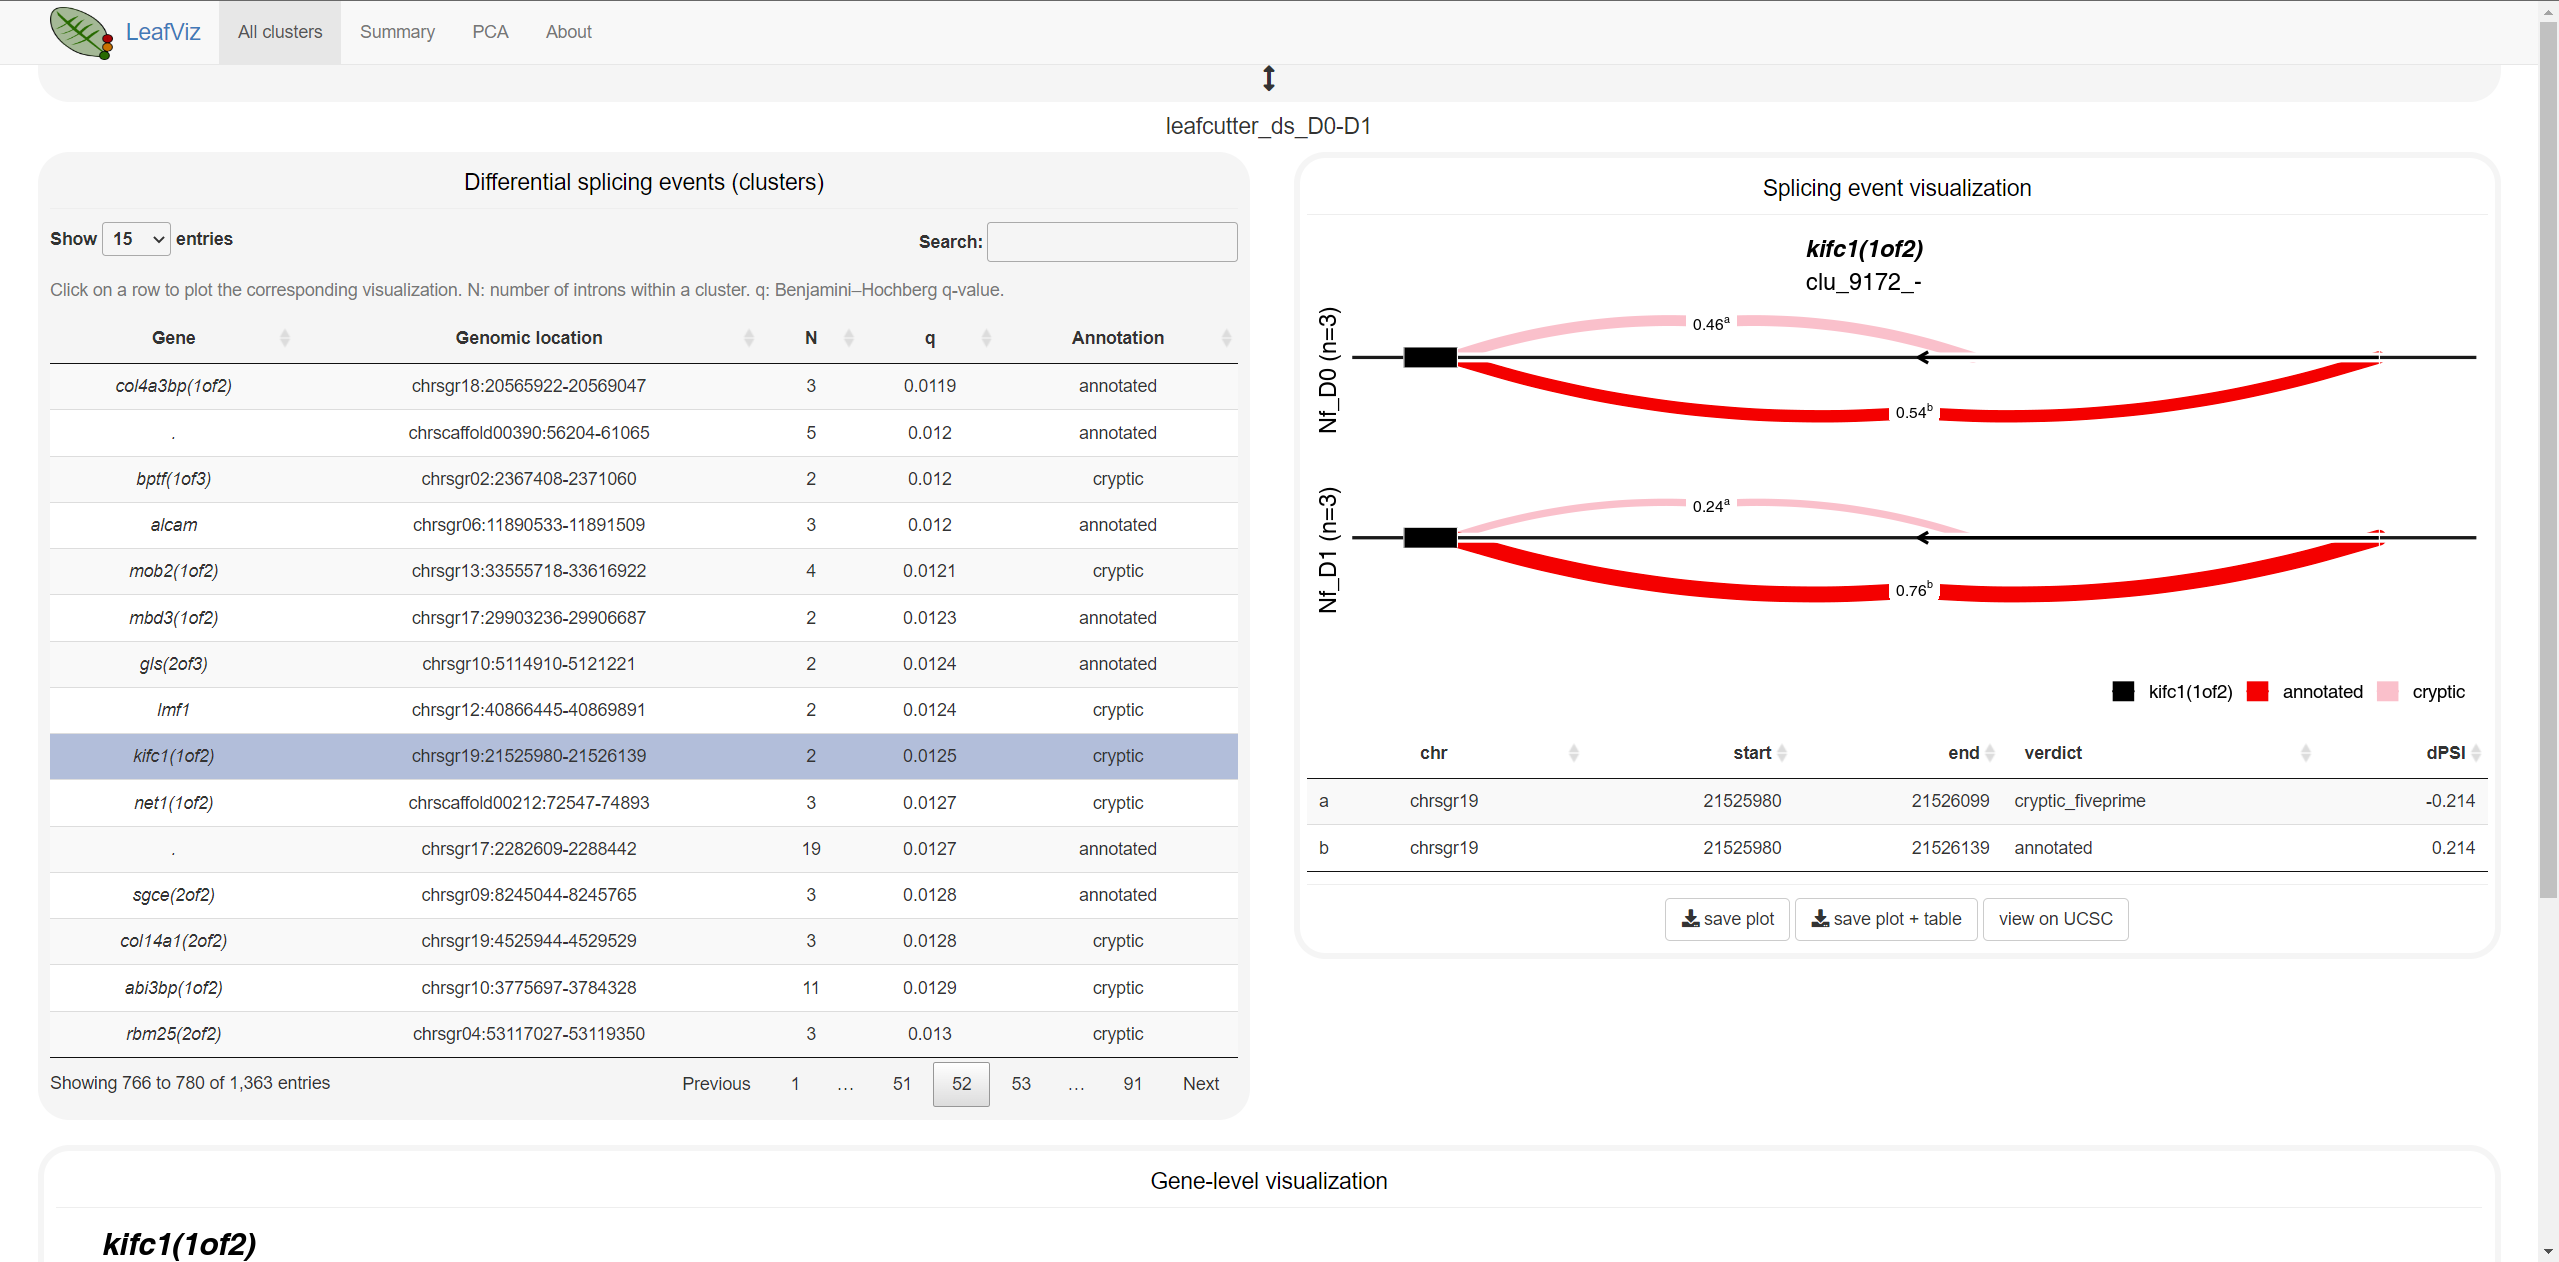 LeafViz All clusters Summary PCA About
leafcutter_ds_D0-D1
Differential splicing events (clusters)
Show 15 entries Search:
Click on a row to plot the corresponding visualization. N: number of introns within a cluster. q: Benjamini–Hochberg q-value.
Gene Genomic location N q Annotation
col4a3bp(1of2) chrsgr18:20565922-20569047 3 0.0119 annotated
. chrscaffold00390:56204-61065 5 0.012 annotated
bptf(1of3) chrsgr02:2367408-2371060 2 0.012 cryptic
alcam chrsgr06:11890533-11891509 3 0.012 annotated
mob2(1of2) chrsgr13:33555718-33616922 4 0.0121 cryptic
mbd3(1of2) chrsgr17:29903236-29906687 2 0.0123 annotated
gls(2of3) chrsgr10:5114910-5121221 2 0.0124 annotated
lmf1 chrsgr12:40866445-40869891 2 0.0124 cryptic
kifc1(1of2) chrsgr19:21525980-21526139 2 0.0125 cryptic
net1(1of2) chrscaffold00212:72547-74893 3 0.0127 cryptic
. chrsgr17:2282609-2288442 19 0.0127 annotated
sgce(2of2) chrsgr09:8245044-8245765 3 0.0128 annotated
col14a1(2of2) chrsgr19:4525944-4529529 3 0.0128 cryptic
abi3bp(1of2) chrsgr10:3775697-3784328 11 0.0129 cryptic
rbm25(2of2) chrsgr04:53117027-53119350 3 0.013 cryptic
Showing 766 to 780 of 1,363 entries Previous 1 … 51 52 53 … 91 Next
Splicing event visualization
kifc1(1of2)
clu_9172_-
Nf_D0 (n=3)
0.46a
0.54b
Nf_D1 (n=3)
0.24a
0.76b
kifc1(1of2) annotated cryptic
chr start end verdict dPSI
a chrsgr19 21525980 21526099 cryptic_fiveprime -0.214
b chrsgr19 21525980 21526139 annotated 0.214
save plot save plot + table view on UCSC
Gene-level visualization
kifc1(1of2)